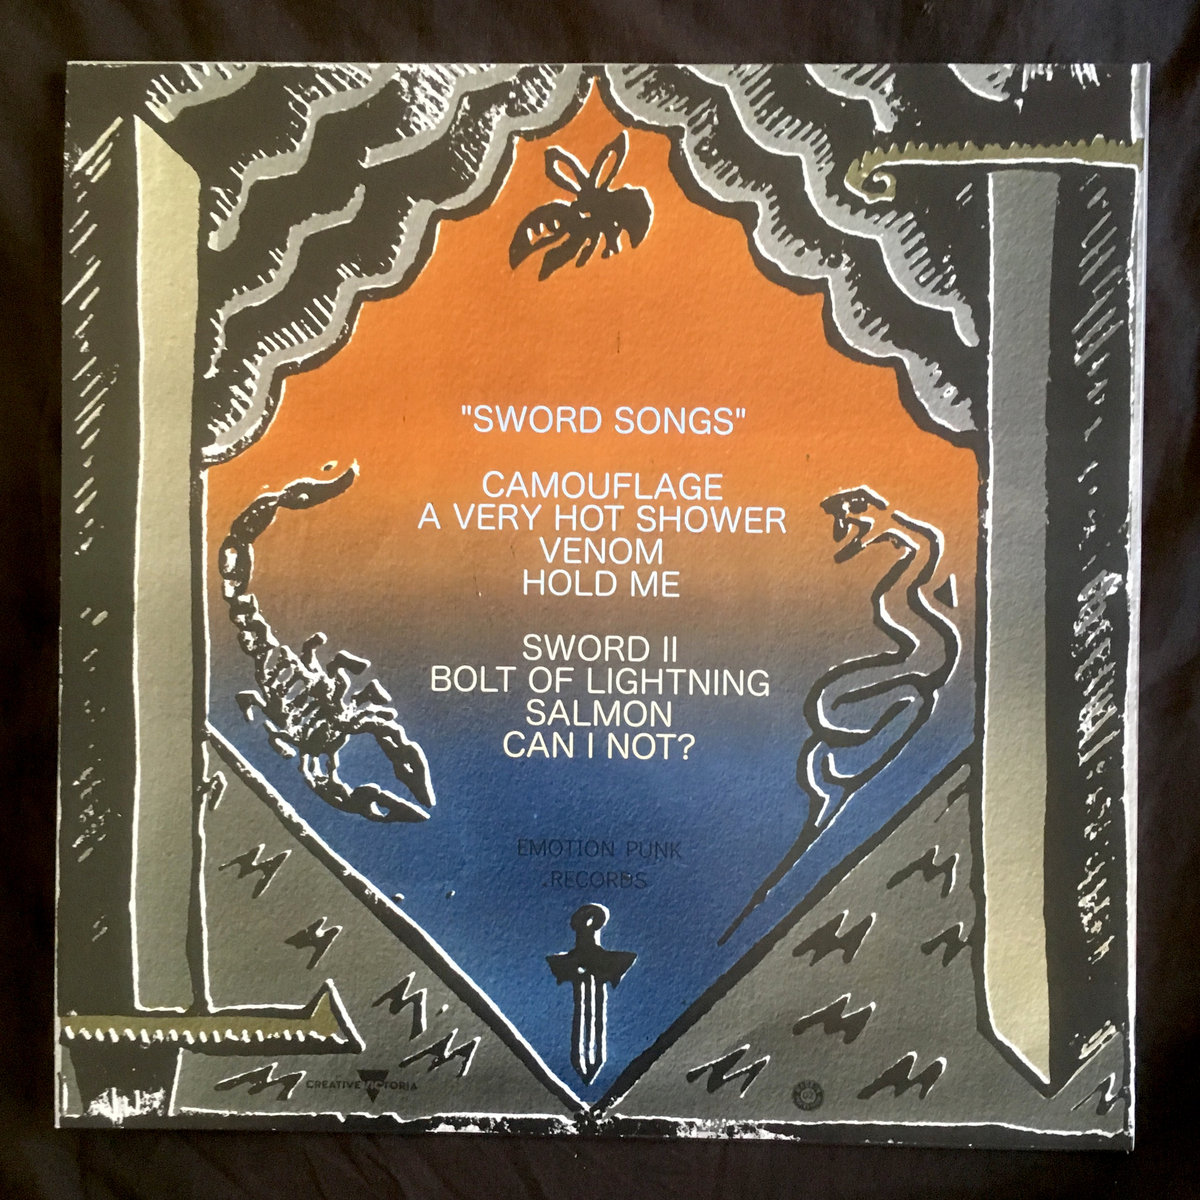 "SWORD SONGS"
CAMOUFLAGE
A VERY HOT SHOWER
VENOM
HOLD ME
SWORD II
BOLT OF LIGHTNING
SALMON
CAN I NOT?
EMOTION PUNK
RECORDS
CREATIVE VICTORIA